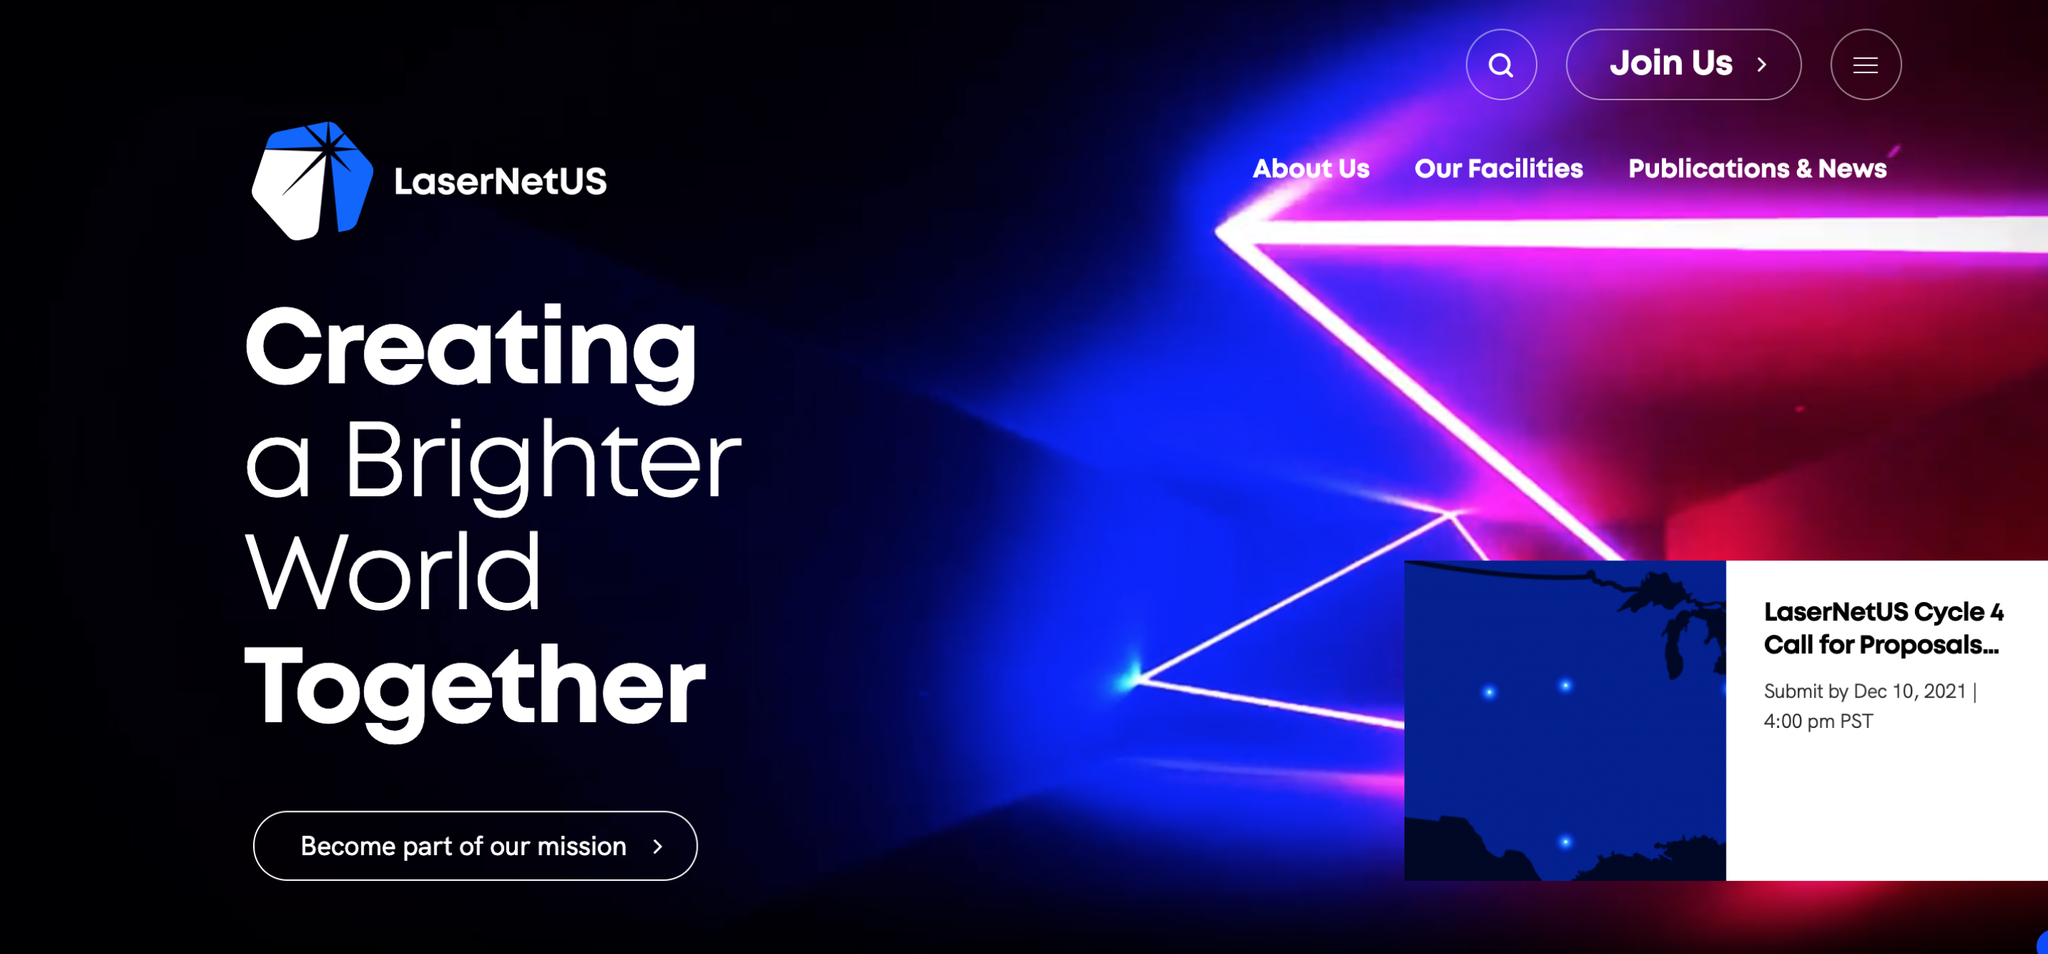 Join Us
LaserNetUS
About Us
Our Facilities
Publications & News
Creating
a Brighter
World
Together
Become part of our mission
LaserNetUS Cycle 4
Call for Proposals...
Submit by Dec 10, 2021 |
4:00 pm PST